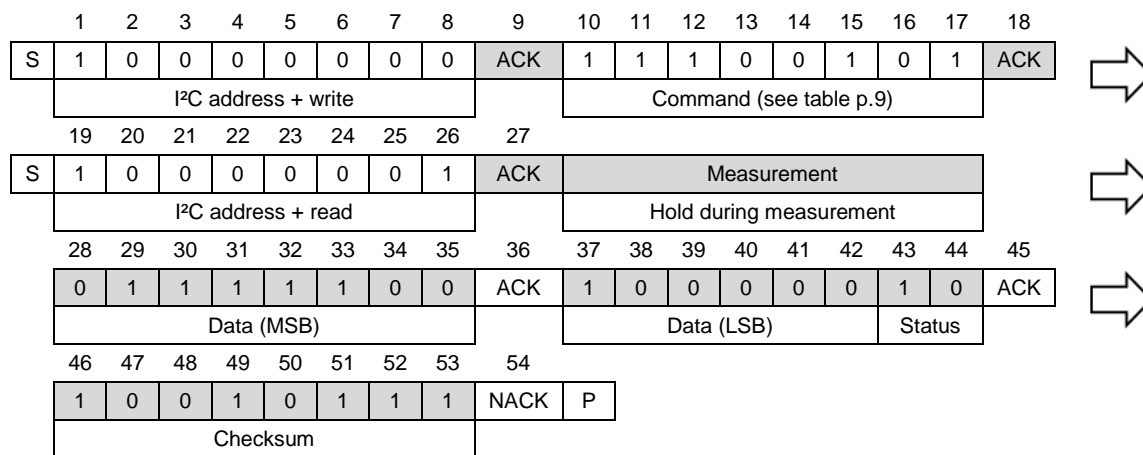 1 2 3 4 5 6 7 8 9 10 11 12 13 14 15 16 17 18
S 1 0 0 0 0 0 0 0 ACK 1 1 1 0 0 1 0 1 ACK
I²C address + write Command (see table p.9)
19 20 21 22 23 24 25 26 27
S 1 0 0 0 0 0 0 1 ACK Measurement
I²C address + read Hold during measurement
28 29 30 31 32 33 34 35 36 37 38 39 40 41 42 43 44 45
0 1 1 1 1 1 0 0 ACK 1 0 0 0 0 0 1 0 ACK
Data (MSB) Data (LSB) Status
46 47 48 49 50 51 52 53 54
1 0 0 1 0 1 1 1 NACK P
Checksum